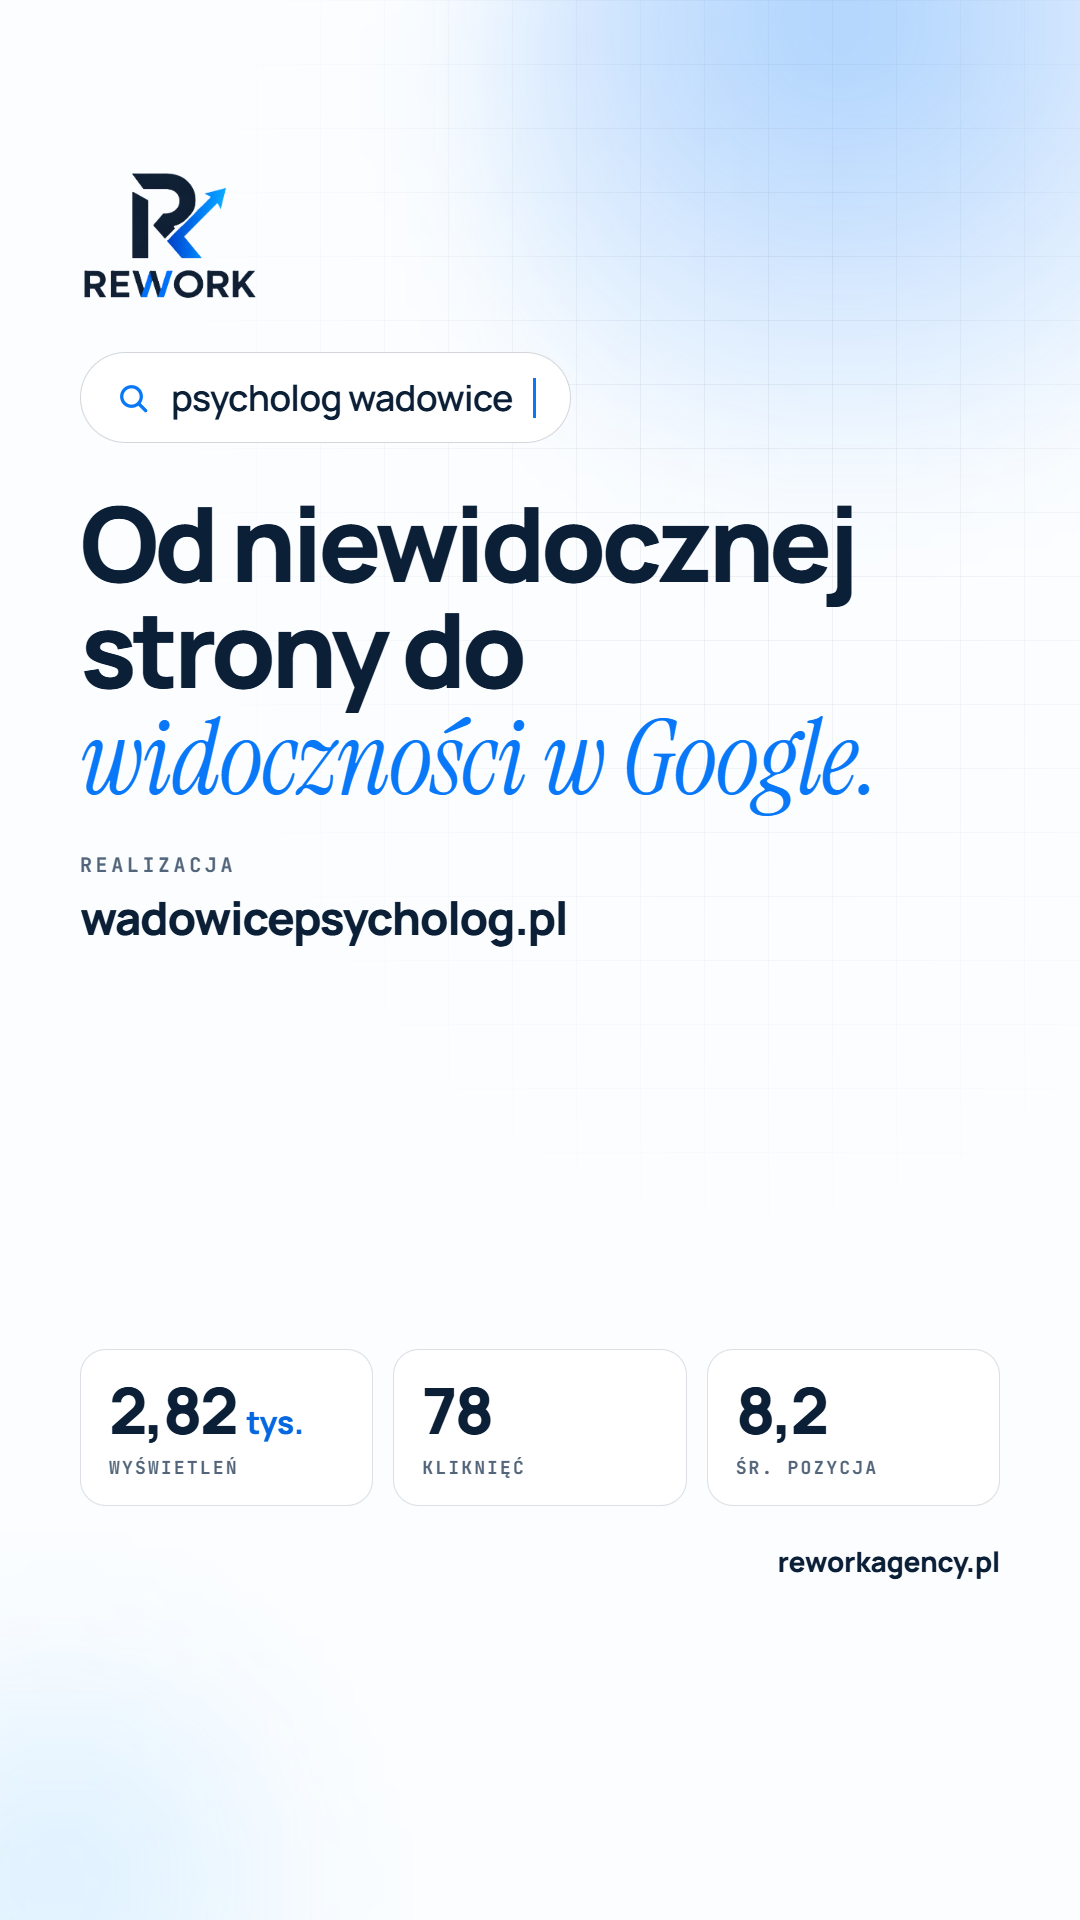 REWORK
psycholog wadowice
Od niewidocznej
strony do
widoczności w Google.
REALIZACJA
wadowicepsycholog.pl
2,82 tys.
WYŚWIETLEŃ
78
KLIKNIĘĆ
8,2
ŚR. POZYCJA
reworkagency.pl